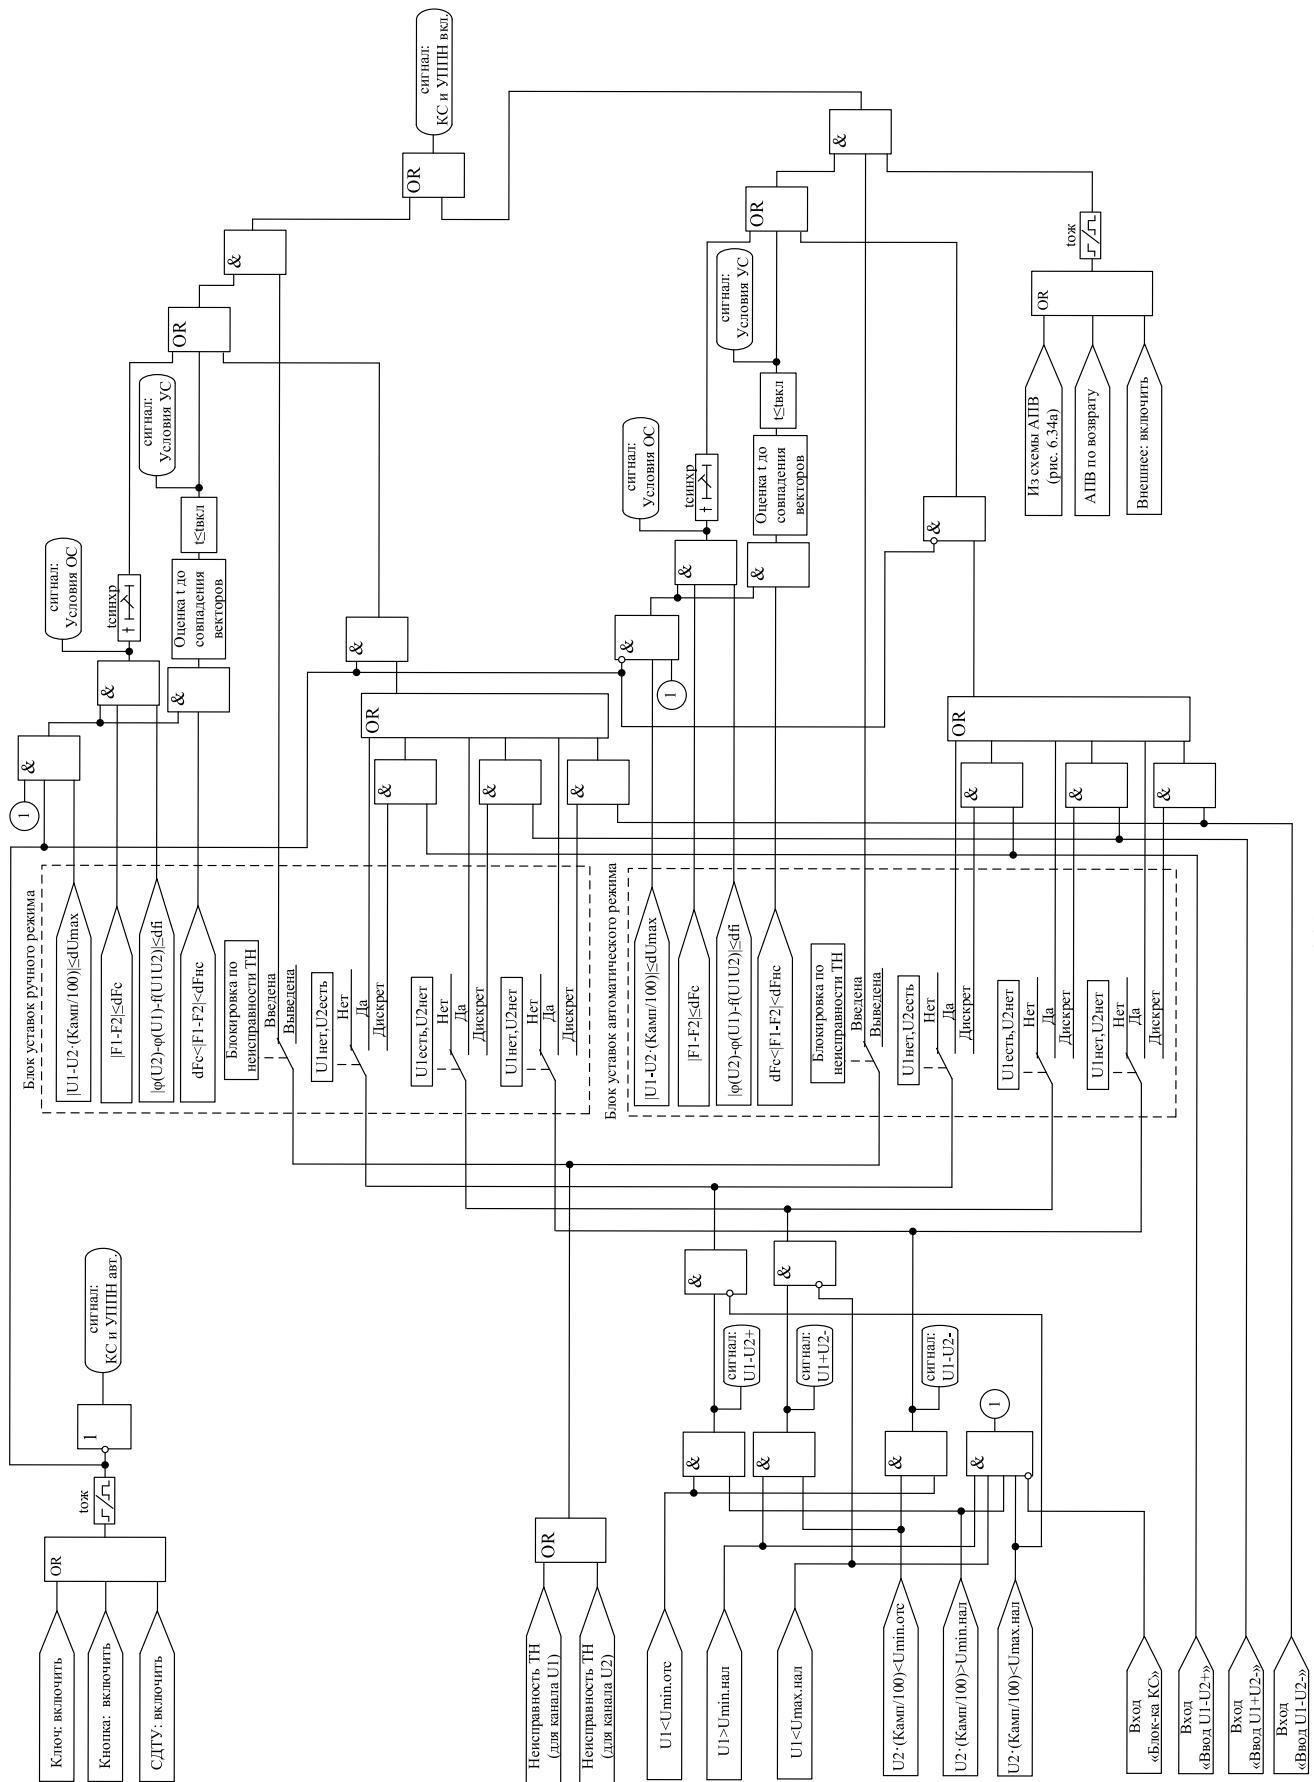 Ключ: включить
Кнопка: включить
СДТУ: включить
OR
tож
1
сигнал:
КС и УППН авт.
Неисправность ТН
(для канала U1)
Неисправность ТН
(для канала U2)
OR
U1<Umin.отс
U1>Umin.нал
U1<Umax.нал
U2·(Kамп/100)<Umin.отс
U2·(Kамп/100)>Umin.нал
U2·(Kамп/100)<Umax.нал
Вход
«Блок-ка КС»
Вход
«Ввод U1-U2+»
Вход
«Ввод U1+U2-»
Вход
«Ввод U1-U2-»
&
&
&
&
1
сигнал:
U1-U2+
сигнал:
U1+U2-
сигнал:
U1-U2-
&
&
Блок уставок ручного режима
|U1-U2·(Kамп/100)|≤dUmax
|F1-F2|≤dFc
|φ(U2)-φ(U1)-f(U1U2)|≤dfi
dFc<|F1-F2|<dFнс
Блокировка по
неисправности ТН
Введена
Выведена
U1нет,U2есть
Нет
Да
Дискрет
U1есть,U2нет
Нет
Да
Дискрет
U1нет,U2нет
Нет
Да
Дискрет
Блок уставок автоматического режима
|U1-U2·(Kамп/100)|≤dUmax
|F1-F2|≤dFc
|φ(U2)-φ(U1)-f(U1U2)|≤dfi
dFc<|F1-F2|<dFнс
Блокировка по
неисправности ТН
Введена
Выведена
U1нет,U2есть
Нет
Да
Дискрет
U1есть,U2нет
Нет
Да
Дискрет
U1нет,U2нет
Нет
Да
Дискрет
1
&
&
&
сигнал:
Условия ОС
tсинхр
Оценка t до
совпадения
векторов
t≤tвкл
сигнал:
Условия УС
OR
&
&
&
&
OR
&
OR
сигнал:
КС и УППН вкл.
1
&
&
&
сигнал:
Условия ОС
tсинхр
Оценка t до
совпадения
векторов
t≤tвкл
сигнал:
Условия УС
OR
&
&
&
&
OR
&
Из схемы АПВ
(рис. 6.34а)
АПВ по возврату
Внешнее: включить
OR
tож